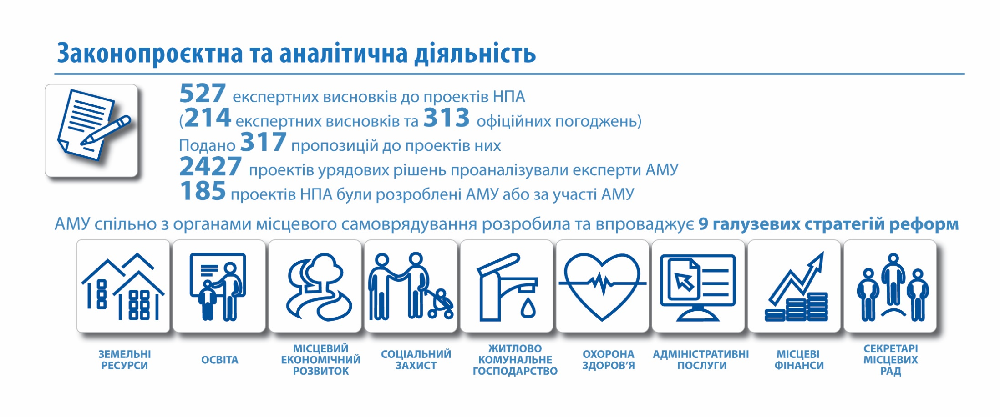 Законопроєктна та аналітична діяльність
527 експертних висновків до проектів НПА
(214 експертних висновків та 313 офіційних погоджень)
Подано 317 пропозицій до проектів них
2427 проектів урядових рішень проаналізували експерти АМУ
185 проектів НПА були розроблені АМУ або за участі АМУ
АМУ спільно з органами місцевого самоврядування розробила та впроваджує 9 галузевих стратегій реформ
ЗЕМЕЛЬНІ
РЕСУРСИ
ОСВІТА
МІСЦЕВИЙ
ЕКОНОМІЧНИЙ
РОЗВИТОК
СОЦІАЛЬНИЙ
ЗАХИСТ
ЖИТЛОВО
КОМУНАЛЬНЕ
ГОСПОДАРСТВО
ОХОРОНА
ЗДОРОВ’Я
АДМІНІСТРАТИВНІ
ПОСЛУГИ
МІСЦЕВІ
ФІНАНСИ
СЕКРЕТАРІ
МІСЦЕВИХ
РАД